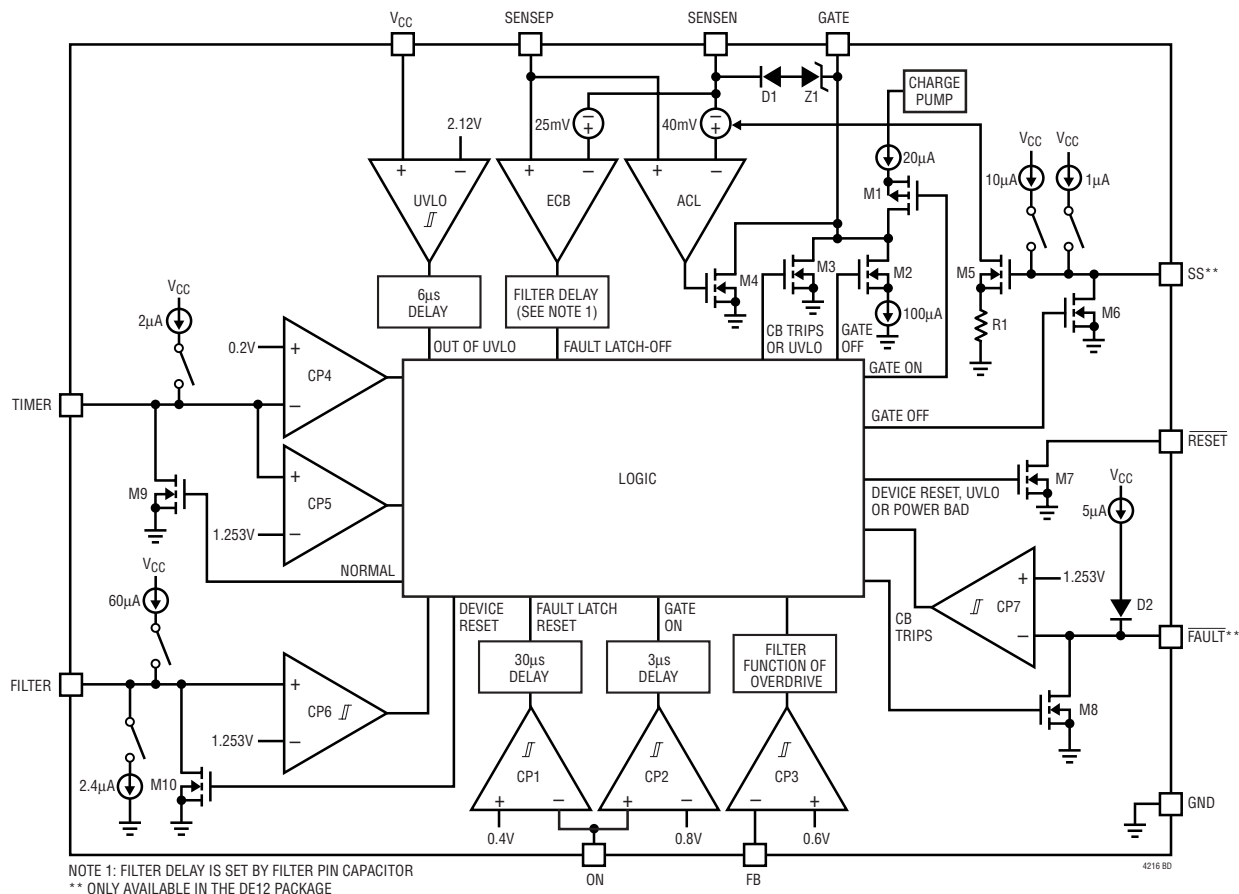 VCC
SENSEP
SENSEN
GATE
D1
Z1
CHARGE
PUMP
2.12V
25mV
−
+
40mV
−
+
20µA
VCC
VCC
10µA
1µA
+
−
UVLO
+
−
ECB
+
−
ACL
M1
M4
M3
M2
M5
SS**
M6
R1
6µs
DELAY
FILTER DELAY
(SEE NOTE 1)
100µA
VCC
2µA
0.2V
+
CP4
−
OUT OF UVLO
FAULT LATCH-OFF
CB TRIPS
OR UVLO
GATE
OFF
GATE ON
TIMER
GATE OFF
RESET
LOGIC
M9
+
CP5
−
1.253V
M7
DEVICE RESET, UVLO
OR POWER BAD
VCC
5µA
NORMAL
VCC
60µA
+
1.253V
CP7
−
D2
CB
TRIPS
FAULT**
DEVICE
RESET
FAULT LATCH
RESET
GATE
ON
30µs
DELAY
3µs
DELAY
FILTER
FUNCTION OF
OVERDRIVE
FILTER
+
CP6
−
1.253V
M8
2.4µA
M10
CP1
+
−
CP2
+
−
CP3
−
+
0.4V
0.8V
0.6V
GND
ON
FB
4216 BD
NOTE 1: FILTER DELAY IS SET BY FILTER PIN CAPACITOR
** ONLY AVAILABLE IN THE DE12 PACKAGE